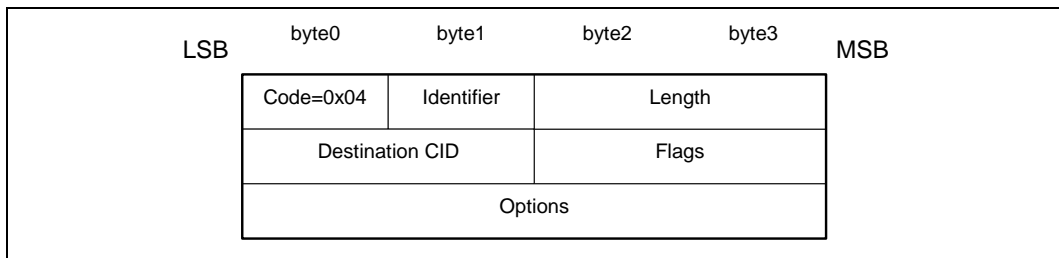 byte0 byte1 byte2 byte3
LSB MSB
Code=0x04 Identifier Length
Destination CID Flags
Options